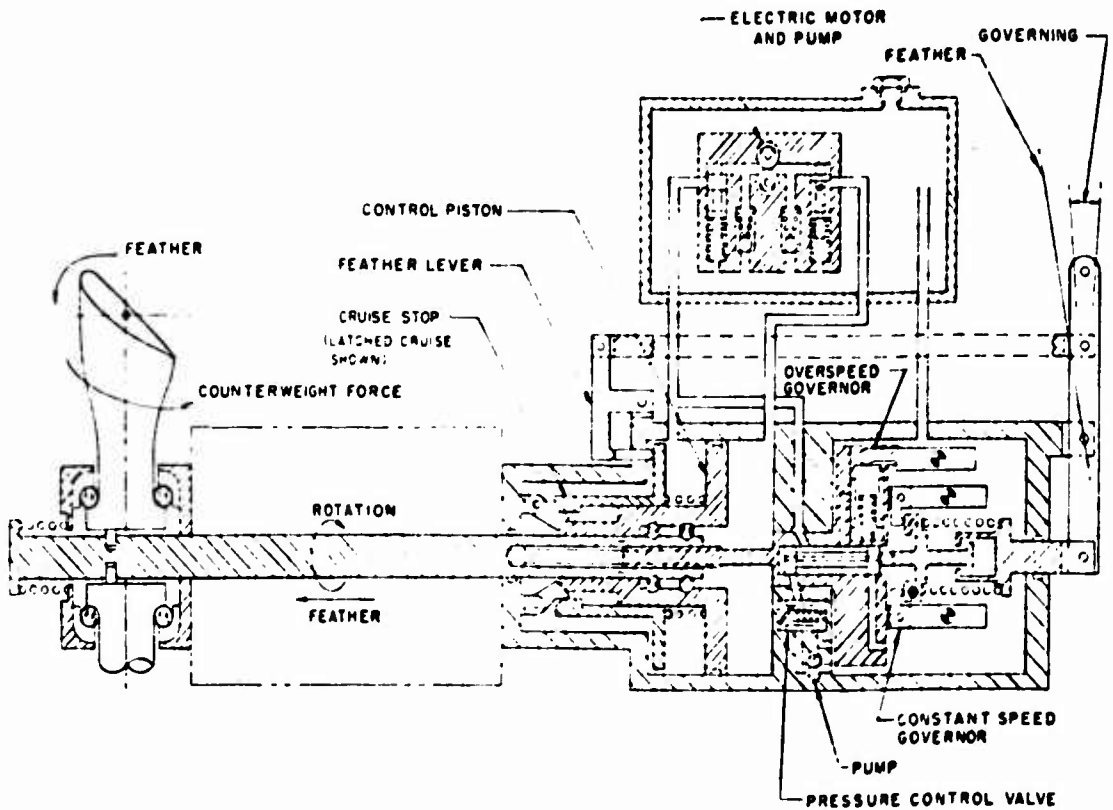 ELECTRIC MOTOR
AND PUMP
GOVERNING
FEATHER
CONTROL PISTON
FEATHER LEVER
CRUISE STOP
(LATCHED CRUISE
SHOWN)
FEATHER
COUNTERWEIGHT FORCE
OVERSPEED
GOVERNOR
ROTATION
FEATHER
CONSTANT SPEED
GOVERNOR
PUMP
PRESSURE CONTROL VALVE